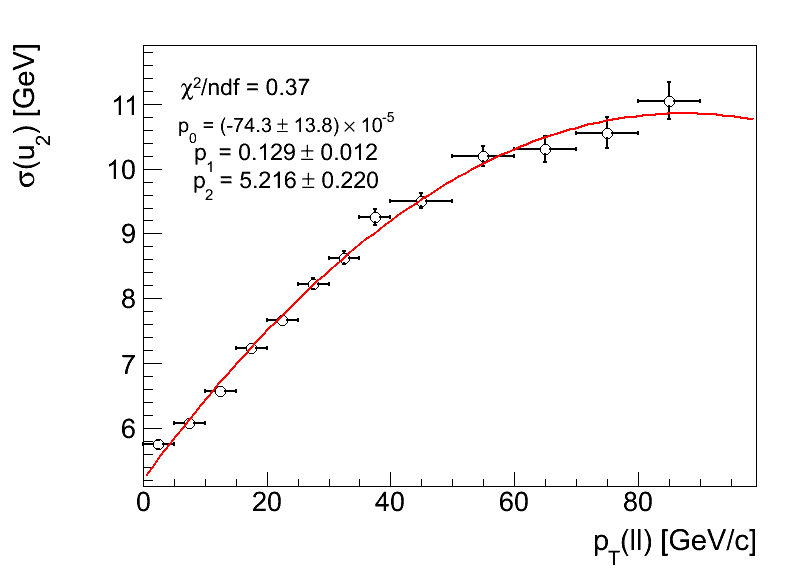 σ(u₂) [GeV]
χ²/ndf = 0.37
p₀ = (-74.3 ± 13.8) × 10⁻⁵
p₁ = 0.129 ± 0.012
p₂ = 5.216 ± 0.220
11
10
9
8
7
6
0 20 40 60 80
p_T(ll) [GeV/c]